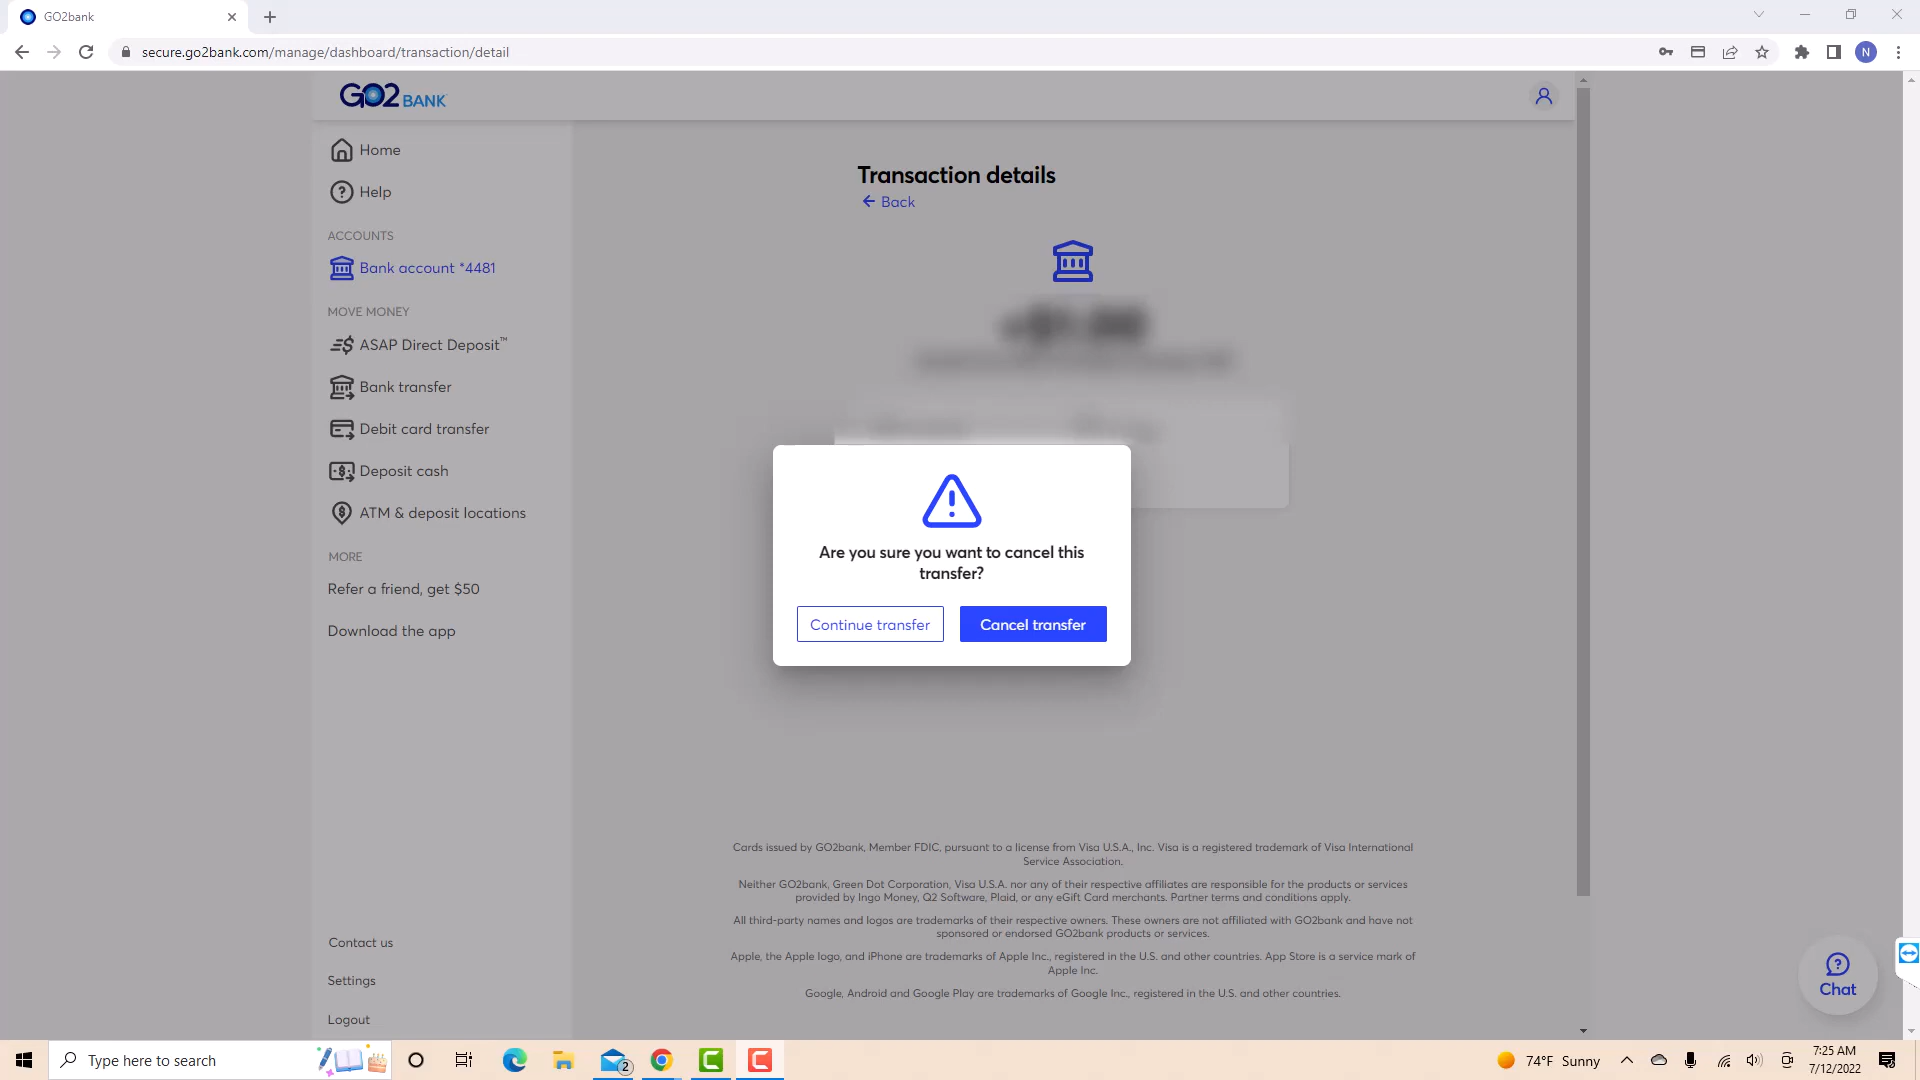 GO2bank
secure.go2bank.com/manage/dashboard/transaction/detail
N
GO2 BANK
Home
Help
ACCOUNTS
Bank account *4481
MOVE MONEY
ASAP Direct Deposit™
Bank transfer
Debit card transfer
Deposit cash
ATM & deposit locations
MORE
Refer a friend, get $50
Download the app
Contact us
Settings
Logout
Transaction details
Back
Are you sure you want to cancel this
transfer?
Continue transfer
Cancel transfer
Cards issued by GO2bank, Member FDIC, pursuant to a license from Visa U.S.A., Inc. Visa is a registered trademark of Visa International
Service Association.
Neither GO2bank, Green Dot Corporation, Visa U.S.A. nor any of their respective affiliates are responsible for the products or services
provided by Ingo Money, Q2 Software, Plaid, or any eGift Card merchants. Partner terms and conditions apply.
All third-party names and logos are trademarks of their respective owners. These owners are not affiliated with GO2bank and have not
sponsored or endorsed GO2bank products or services.
Apple, the Apple logo, and iPhone are trademarks of Apple Inc., registered in the U.S. and other countries. App Store is a service mark of
Apple Inc.
Google, Android and Google Play are trademarks of Google Inc., registered in the U.S. and other countries.
Chat
Type here to search
2
74°F Sunny
7:25 AM
7/12/2022